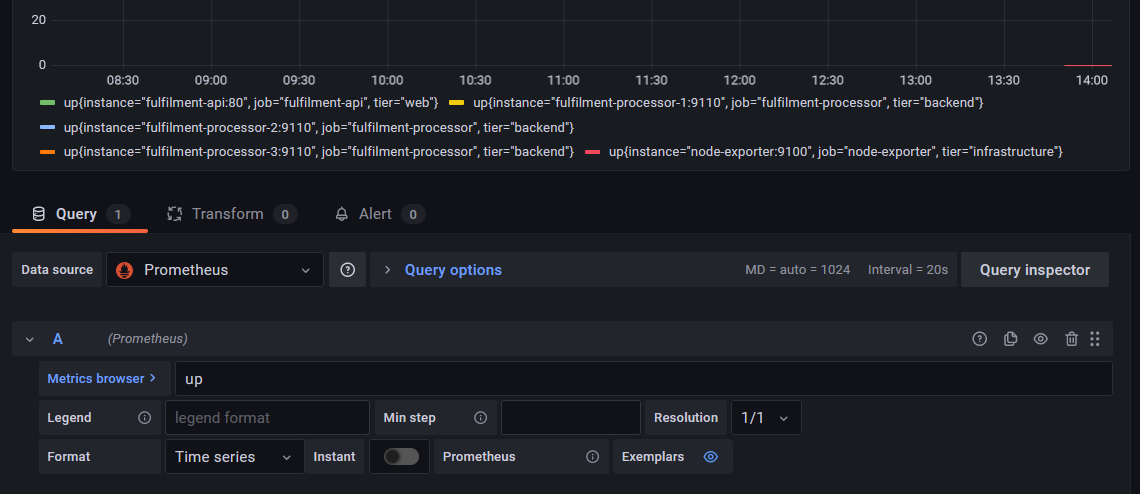 20
0
08:30 09:00 09:30 10:00 10:30 11:00 11:30 12:00 12:30 13:00 13:30 14:00
up{instance="fulfilment-api:80", job="fulfilment-api", tier="web"} up{instance="fulfilment-processor-1:9110", job="fulfilment-processor", tier="backend"}
up{instance="fulfilment-processor-2:9110", job="fulfilment-processor", tier="backend"}
up{instance="fulfilment-processor-3:9110", job="fulfilment-processor", tier="backend"} up{instance="node-exporter:9100", job="node-exporter", tier="infrastructure"}
Query 1 Transform 0 Alert 0
Data source Prometheus Query options MD = auto = 1024 Interval = 20s Query inspector
A (Prometheus)
Metrics browser > up
Legend legend format Min step Resolution 1/1
Format Time series Instant Prometheus Exemplars